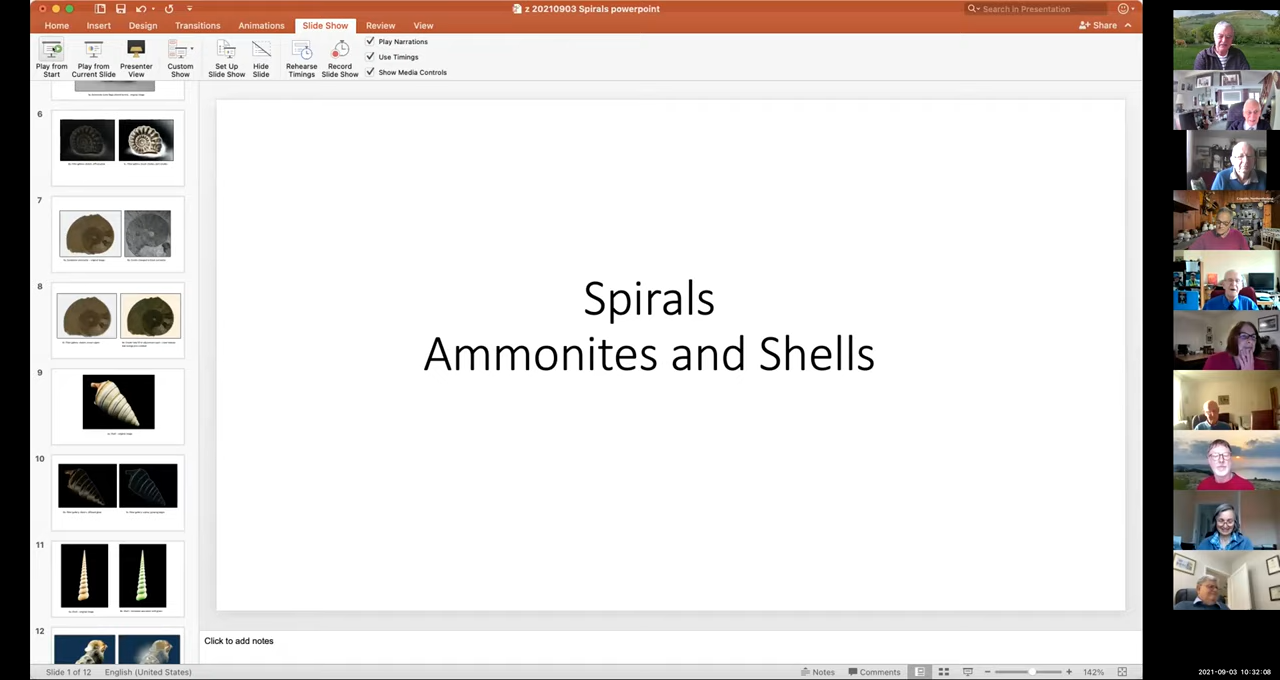 z 20210903 Spirals powerpoint
Search in Presentation
Home Insert Design Transitions Animations Slide Show Review View
Share
Play from Start
Play from Current Slide
Presenter View
Custom Show
Set Up Slide Show
Hide Slide
Rehearse Timings
Record Slide Show
Play Narrations
Use Timings
Show Media Controls
6
7
8
9
10
11
12
Spirals
Ammonites and Shells
Click to add notes
Slide 1 of 12 English (United States)
Notes Comments 142%
2021-09-03 10:32:08